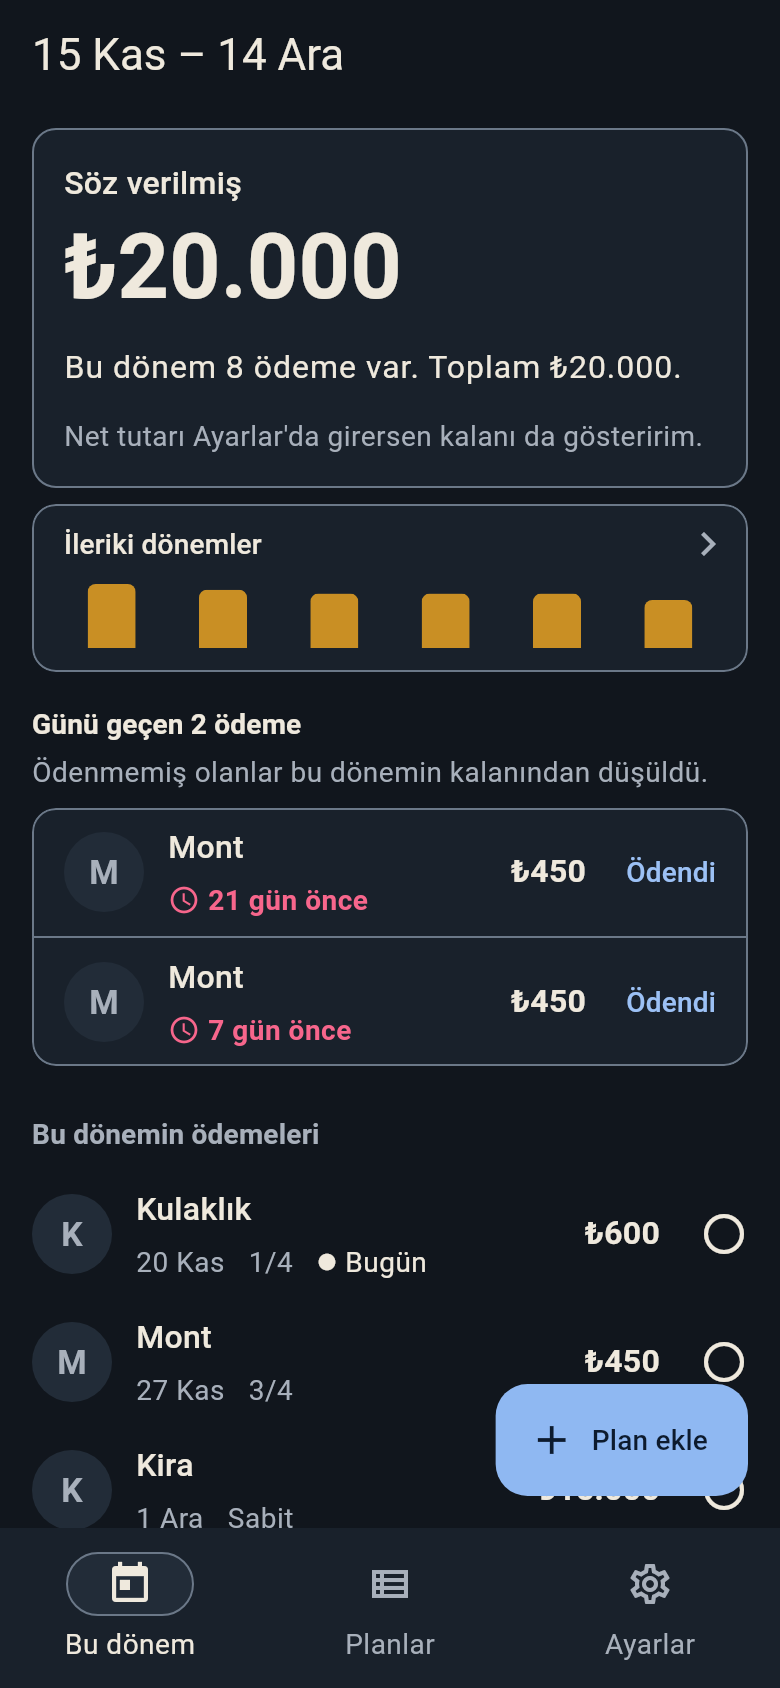 15 Kas – 14 Ara
Söz verilmiş
₺20.000
Bu dönem 8 ödeme var. Toplam ₺20.000.
Net tutarı Ayarlar'da girersen kalanı da gösteririm.
İleriki dönemler
Günü geçen 2 ödeme
Ödenmemiş olanlar bu dönemin kalanından düşüldü.
M Mont ₺450 Ödendi
21 gün önce
M Mont ₺450 Ödendi
7 gün önce
Bu dönemin ödemeleri
K Kulaklık ₺600
20 Kas 1/4 Bugün
M Mont ₺450
27 Kas 3/4
Plan ekle
K Kira
1 Ara Sabit
Bu dönem Planlar Ayarlar